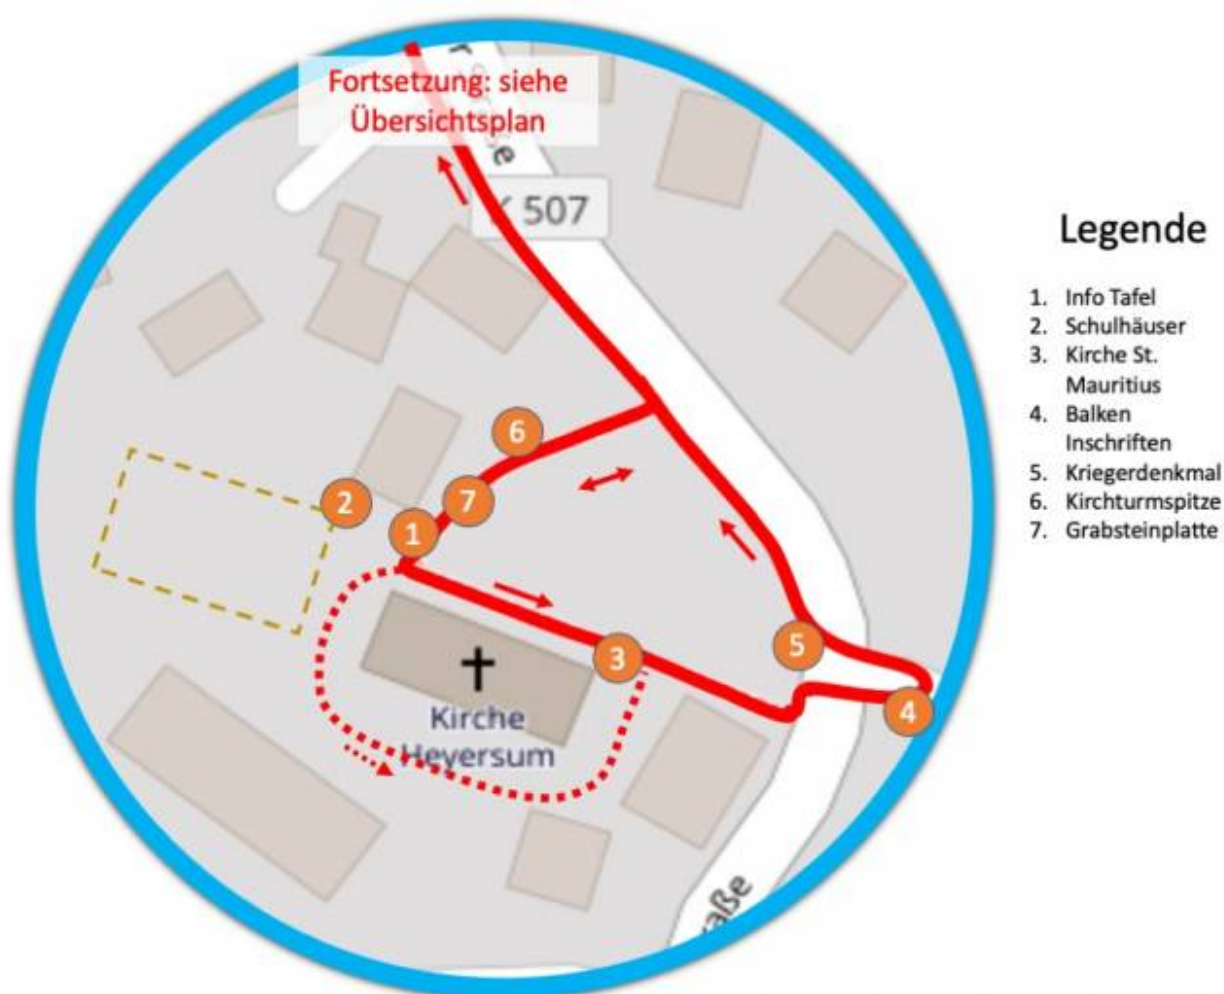 Fortsetzung: siehe
Übersichtsplan
K 507
6
7
2
1
3
5
4
Kirche
Heyersum
raße
Legende
1. Info Tafel
2. Schulhäuser
3. Kirche St.
Mauritius
4. Balken
Inschriften
5. Kriegerdenkmal
6. Kirchturmspitze
7. Grabsteinplatte